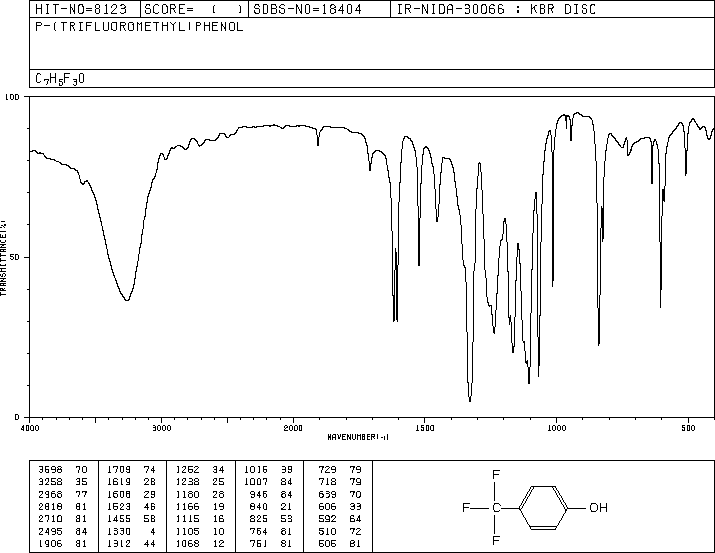 HIT-NO=8123 SCORE= ( ) SDBS-NO=18404 IR-NIDA-30066 : KBR DISC
P-(TRIFLUOROMETHYL)PHENOL
C7H5F3O
100
50
0
TRANSMITTANCE(%)
4000 3000 2000 1500 1000 500
WAVENUMBER(-1)
3598 70 1709 74 1252 34 1016 39 729 79
3258 35 1619 28 1238 25 1007 84 718 79
2968 77 1608 29 1180 28 946 84 639 70
2818 81 1523 46 1166 19 840 21 606 33
2710 81 1455 58 1115 16 825 53 592 64
2495 84 1330 4 1105 10 764 81 510 72
1906 81 1312 44 1068 12 751 81 505 81
F
F C OH
F